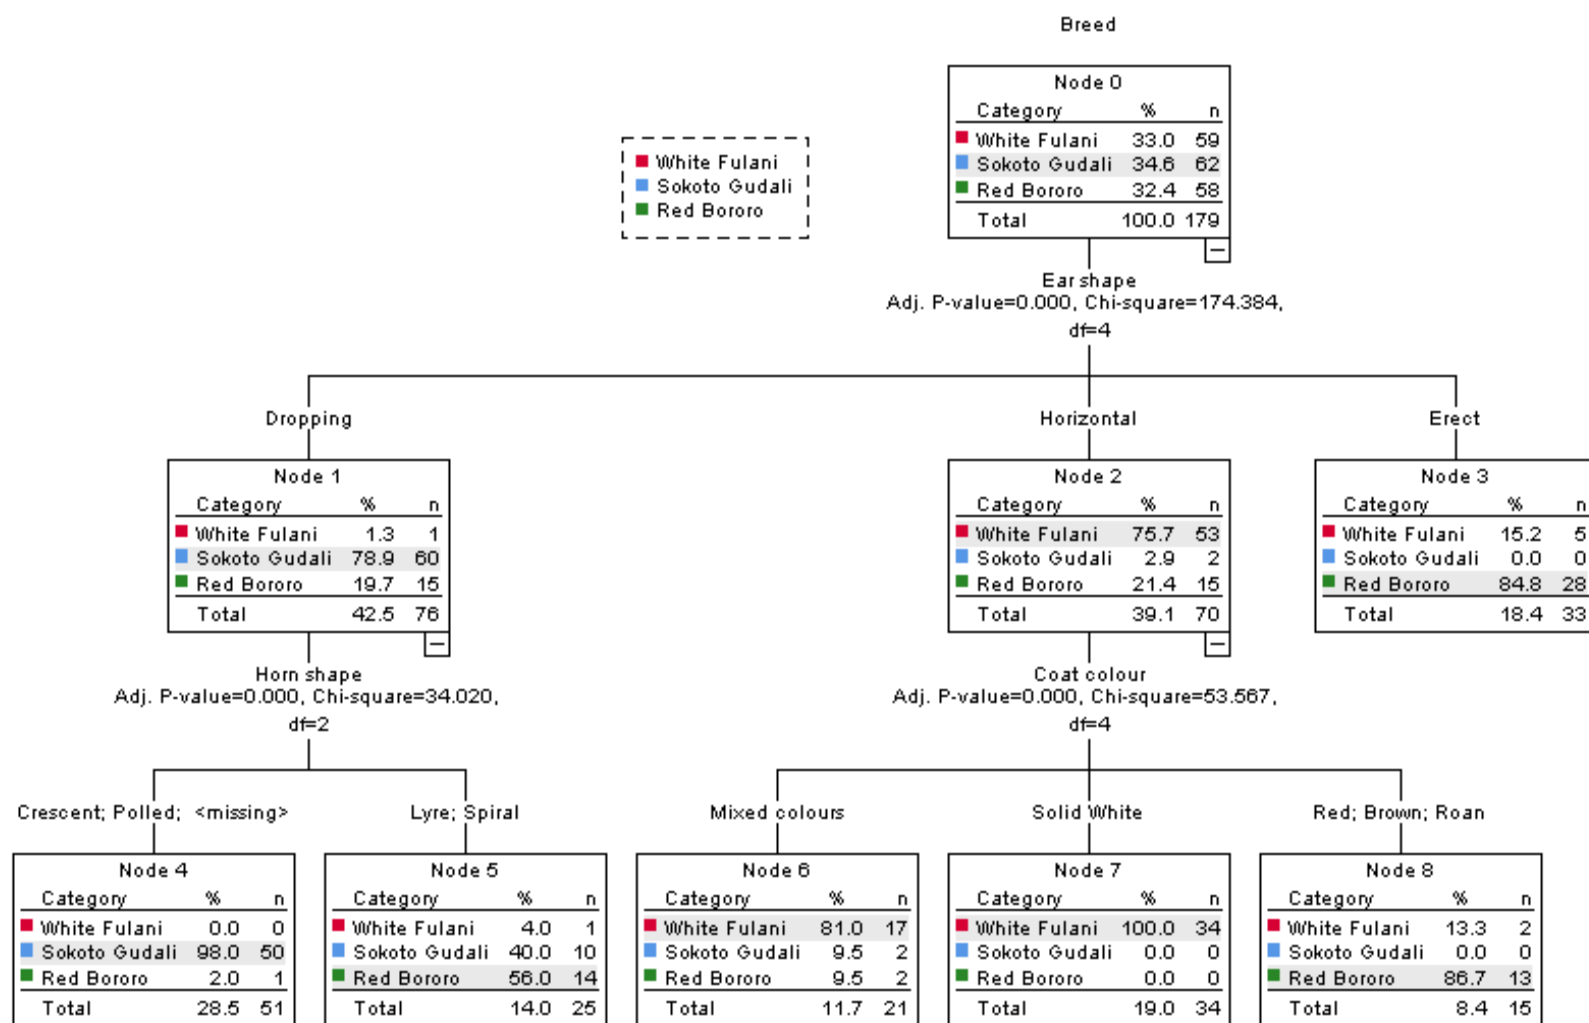 Breed
White Fulani
Sokoto Gudali
Red Bororo
Node 0
Category % n
White Fulani 33.0 59
Sokoto Gudali 34.6 62
Red Bororo 32.4 58
Total 100.0 179
Ear shape
Adj. P-value=0.000, Chi-square=174.384,
df=4
Dropping
Horizontal
Erect
Node 1
Category % n
White Fulani 1.3 1
Sokoto Gudali 78.9 60
Red Bororo 19.7 15
Total 42.5 76
Node 2
Category % n
White Fulani 75.7 53
Sokoto Gudali 2.9 2
Red Bororo 21.4 15
Total 39.1 70
Node 3
Category % n
White Fulani 15.2 5
Sokoto Gudali 0.0 0
Red Bororo 84.8 28
Total 18.4 33
Horn shape
Adj. P-value=0.000, Chi-square=34.020,
df=2
Coat colour
Adj. P-value=0.000, Chi-square=53.567,
df=4
Crescent; Polled; <missing>
Lyre; Spiral
Mixed colours
Solid White
Red; Brown; Roan
Node 4
Category % n
White Fulani 0.0 0
Sokoto Gudali 98.0 50
Red Bororo 2.0 1
Total 28.5 51
Node 5
Category % n
White Fulani 4.0 1
Sokoto Gudali 40.0 10
Red Bororo 56.0 14
Total 14.0 25
Node 6
Category % n
White Fulani 81.0 17
Sokoto Gudali 9.5 2
Red Bororo 9.5 2
Total 11.7 21
Node 7
Category % n
White Fulani 100.0 34
Sokoto Gudali 0.0 0
Red Bororo 0.0 0
Total 19.0 34
Node 8
Category % n
White Fulani 13.3 2
Sokoto Gudali 0.0 0
Red Bororo 86.7 13
Total 8.4 15